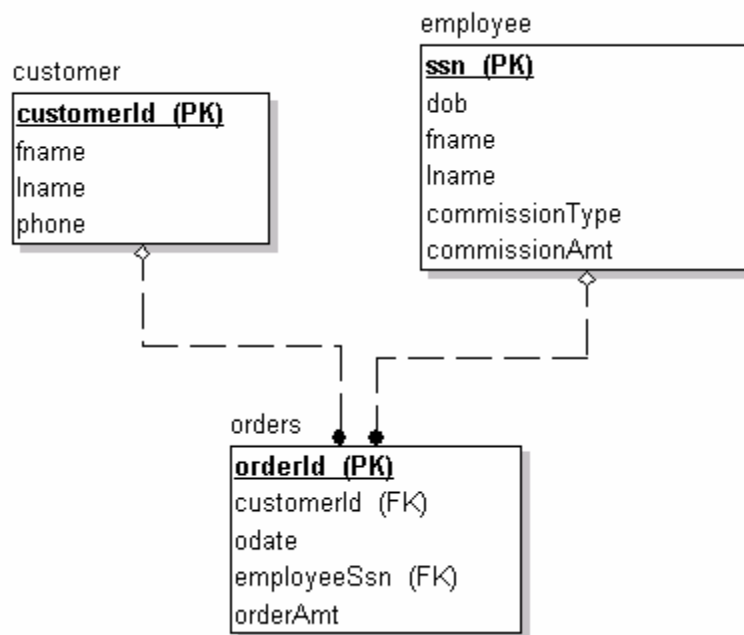 customer
customerId (PK)
fname
lname
phone
employee
ssn (PK)
dob
fname
lname
commissionType
commissionAmt
orders
orderId (PK)
customerId (FK)
odate
employeeSsn (FK)
orderAmt